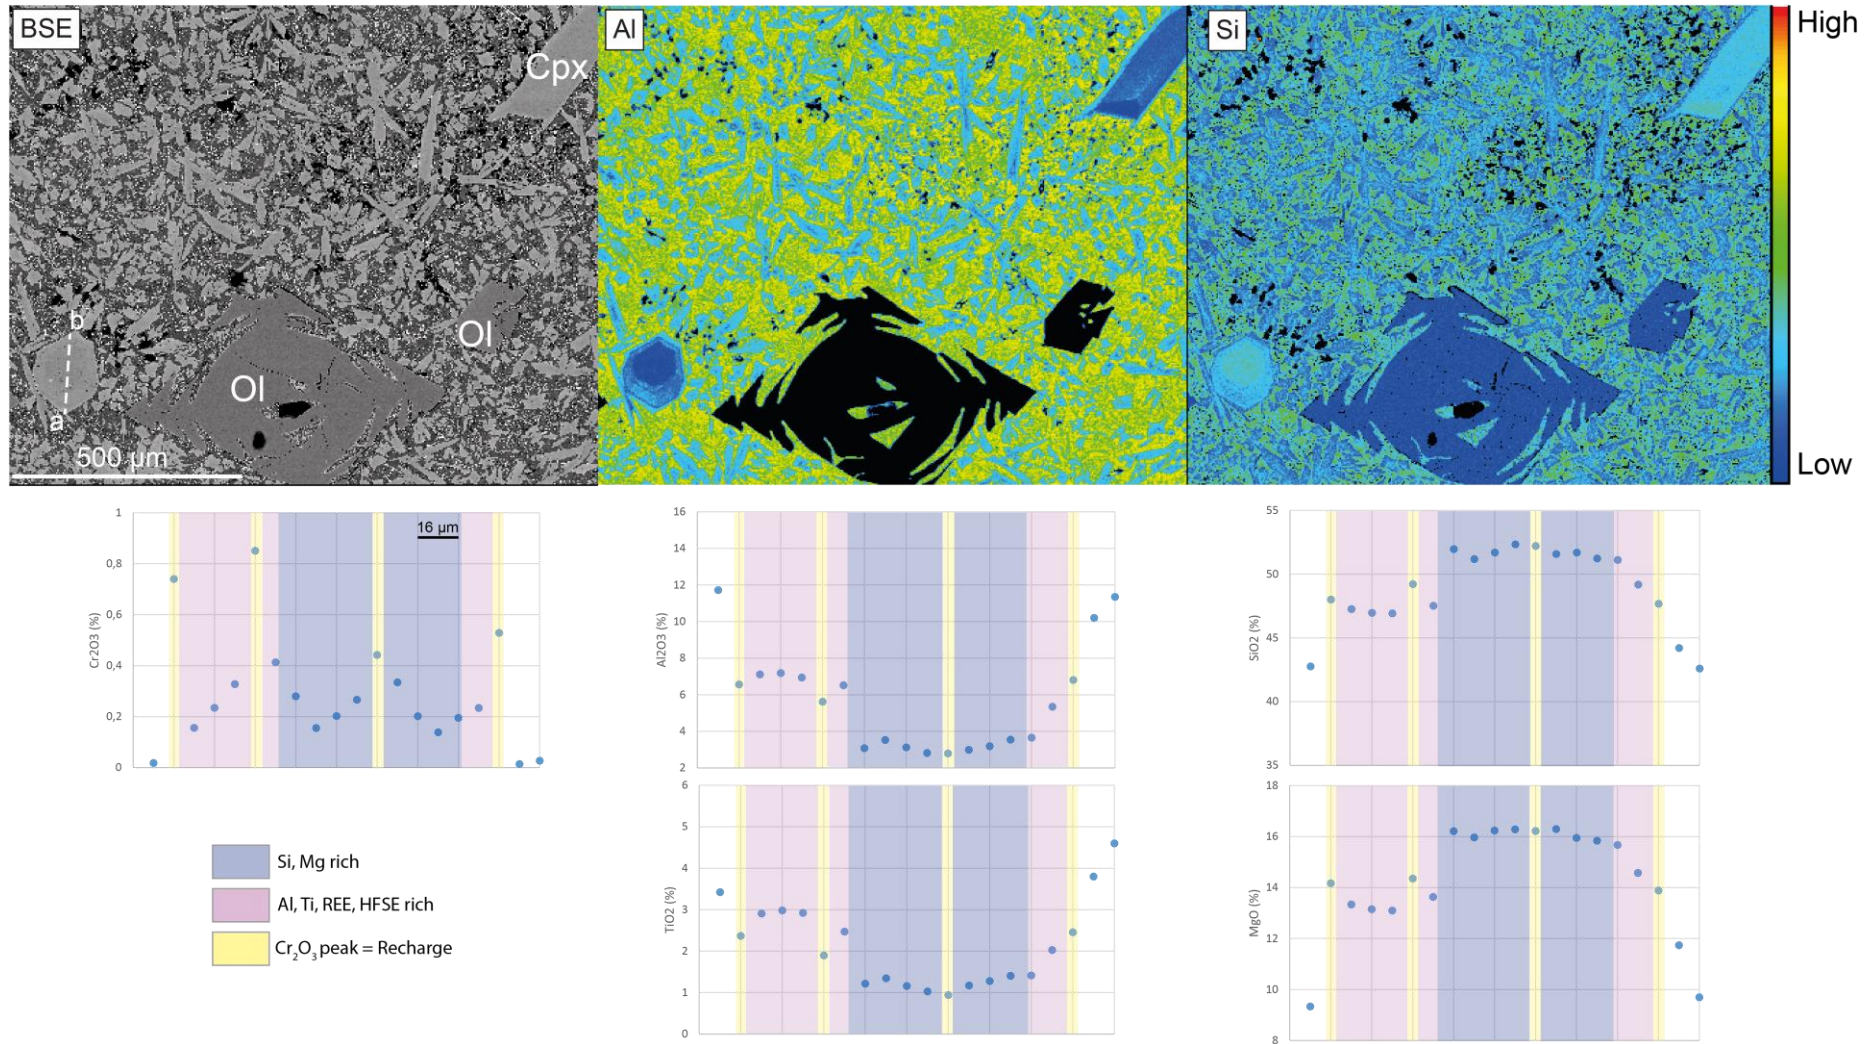 BSE
Cpx
b
Ol
Ol
a
500 µm
Al
Si
High
Low
1
0,8
0,6
0,4
0,2
0
Cr2O3 (%)
16 µm
16
14
12
10
8
6
4
2
Al2O3 (%)
55
50
45
40
35
SiO2 (%)
6
5
4
3
2
1
0
TiO2 (%)
18
16
14
12
10
8
MgO (%)
Si, Mg rich
Al, Ti, REE, HFSE rich
Cr₂O₃ peak = Recharge